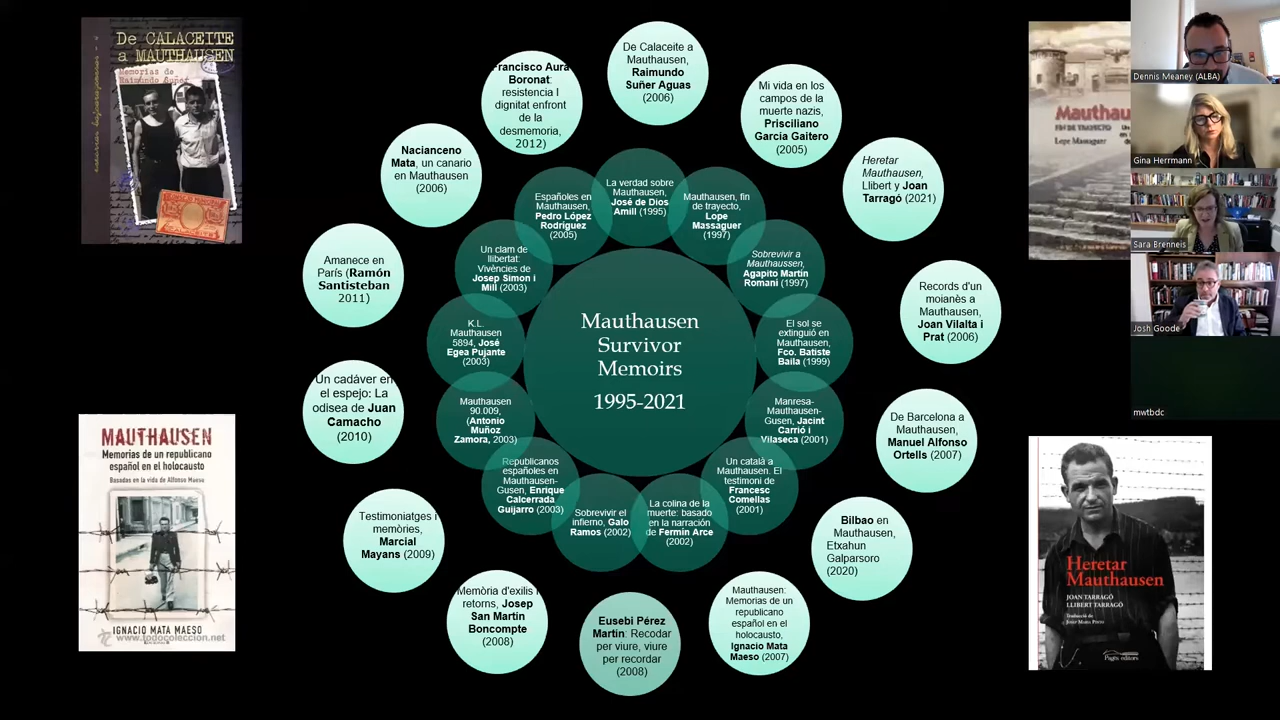 De CALACEITE
a MAUTHAUSEN
Memorias de
Raimundo Suñer
MAUTHAUSEN
Memorias de un republicano
español en el holocausto
Basadas en la vida de Alfonso Maeso
IGNACIO MATA MAESO
www.todocoleccion.net
Mauthausen
Survivor
Memoirs
1995-2021
La verdad sobre
Mauthausen,
José de Dios
Amill (1995)
Mauthausen, fin
de trayecto,
Lope
Massaguer
(1997)
Sobrevivir a
Mauthaussen,
Agapito Martín
Romaní (1997)
El sol se
extinguió en
Mauthausen,
Fco. Batiste
Baila (1999)
Manresa-
Mauthausen-
Gusen, Jacint
Carrió i
Vilaseca (2001)
Un català a
Mauthausen. El
testimoni de
Francesc
Comellas
(2001)
La colina de la
muerte: basado
en la narración
de Fermín Arce
(2002)
Sobrevivir el
infierno, Galo
Ramos (2002)
Republicanos
españoles en
Mauthausen-
Gusen, Enrique
Calcerrada
Guijarro (2003)
Mauthausen
90.009, (Antonio
Muñoz
Zamora, 2003)
K.L.
Mauthausen
5894, José
Egea Pujante
(2003)
Un clam de
llibertat:
Vivències de
Josep Simon i
Mill (2003)
Españoles en
Mauthausen,
Pedro López
Rodríguez
(2005)
De Calaceite a
Mauthausen,
Raimundo
Suñer Aguas
(2006)
Mi vida en los
campos de la
muerte nazis,
Prisciliano
García Gaitero
(2005)
Heretar
Mauthausen,
Llibert y Joan
Tarragó (2021)
Records d'un
moianès a
Mauthausen,
Joan Vilalta i
Prat (2006)
De Barcelona a
Mauthausen,
Manuel Alfonso
Ortells (2007)
Bilbao en
Mauthausen,
Etxahun
Galparsoro
(2020)
Mauthausen:
Memorias de un
republicano
español en el
holocausto,
Ignacio Mata
Maeso (2007)
Eusebi Pérez
Martín: Recodar
per viure, viure
per recordar
(2008)
Memòria d'exilis i
retorns, Josep
San Martín
Boncompte
(2008)
Testimoniatges i
memòries,
Marcial
Mayans (2009)
Un cadáver en
el espejo: La
odisea de Juan
Camacho
(2010)
Amanece en
París (Ramón
Santisteban
2011)
Nacianceno
Mata, un canario
en Mauthausen
(2006)
Francisco Aura
Boronat:
resistencia I
dignitat enfront
de la
desmemoria,
2012)
Mauthau
FIN DE TRAYECTO
Lope Massaguer
Heretar
Mauthausen
JOAN TARRAGÓ
LLIBERT TARRAGÓ
Pagès editors
Dennis Meaney (ALBA)
Gina Herrmann
Sara Brenneis
Josh Goode
mwtbdc